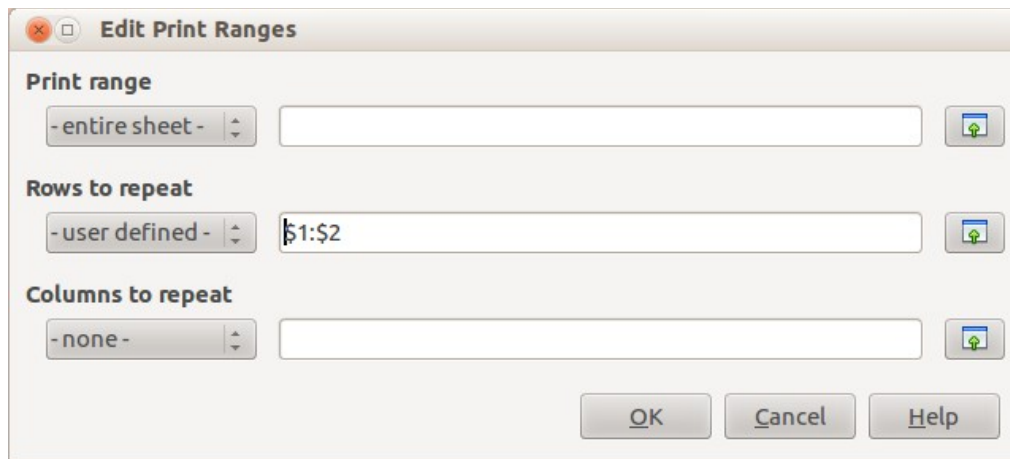 Edit Print Ranges
Print range
- entire sheet -
Rows to repeat
- user defined - $1:$2
Columns to repeat
- none -
OK Cancel Help